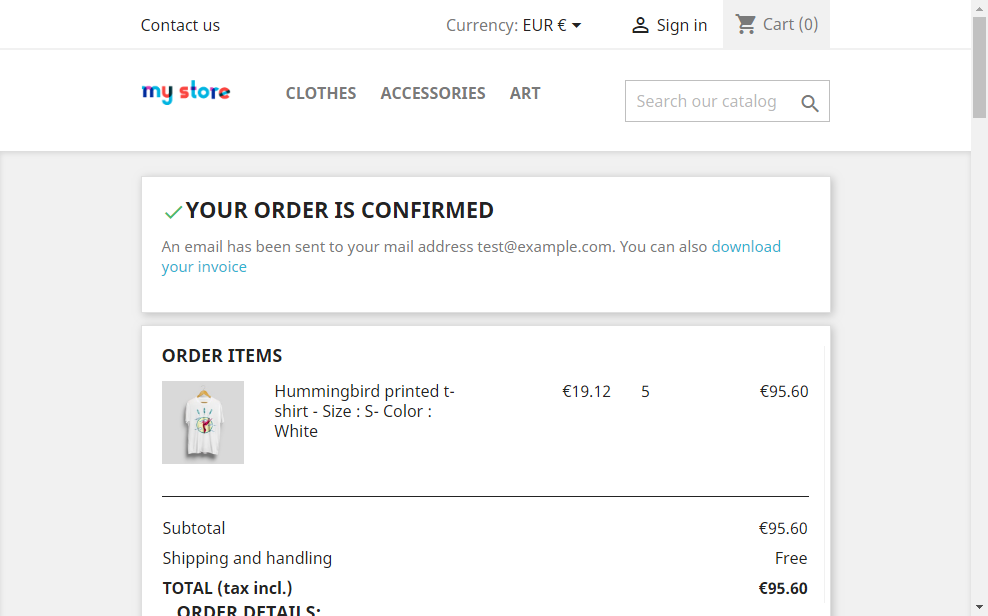 Contact us
Currency: EUR €
Sign in
Cart (0)
my store
CLOTHES
ACCESSORIES
ART
Search our catalog
YOUR ORDER IS CONFIRMED
An email has been sent to your mail address test@example.com. You can also download
your invoice
ORDER ITEMS
Hummingbird printed t-
shirt - Size : S- Color :
White
€19.12
5
€95.60
Subtotal
€95.60
Shipping and handling
Free
TOTAL (tax incl.)
€95.60
ORDER DETAILS: